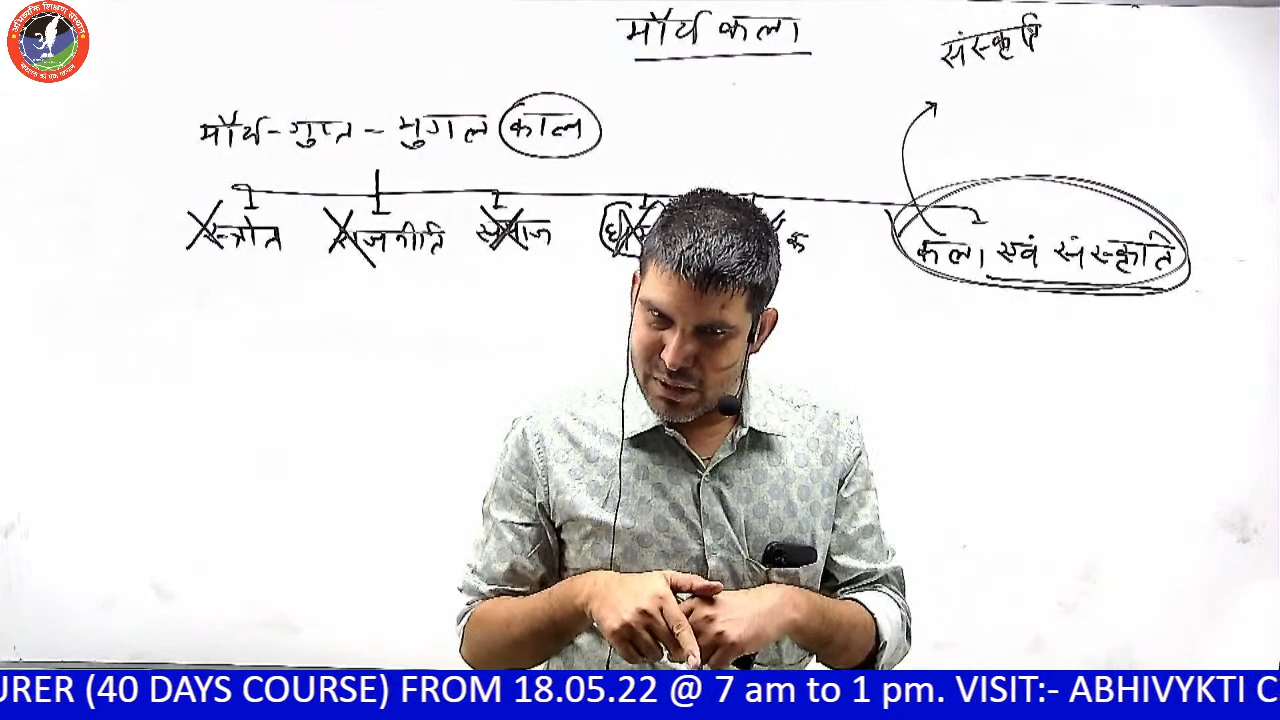 मौर्य कला
संस्कृति
मौर्य - गुप्त - मुगल काल
स्त्रोत राजनीति समाज
कला एवं संस्कृति
URER (40 DAYS COURSE) FROM 18.05.22 @ 7 am to 1 pm. VISIT:- ABHIVYKTI C